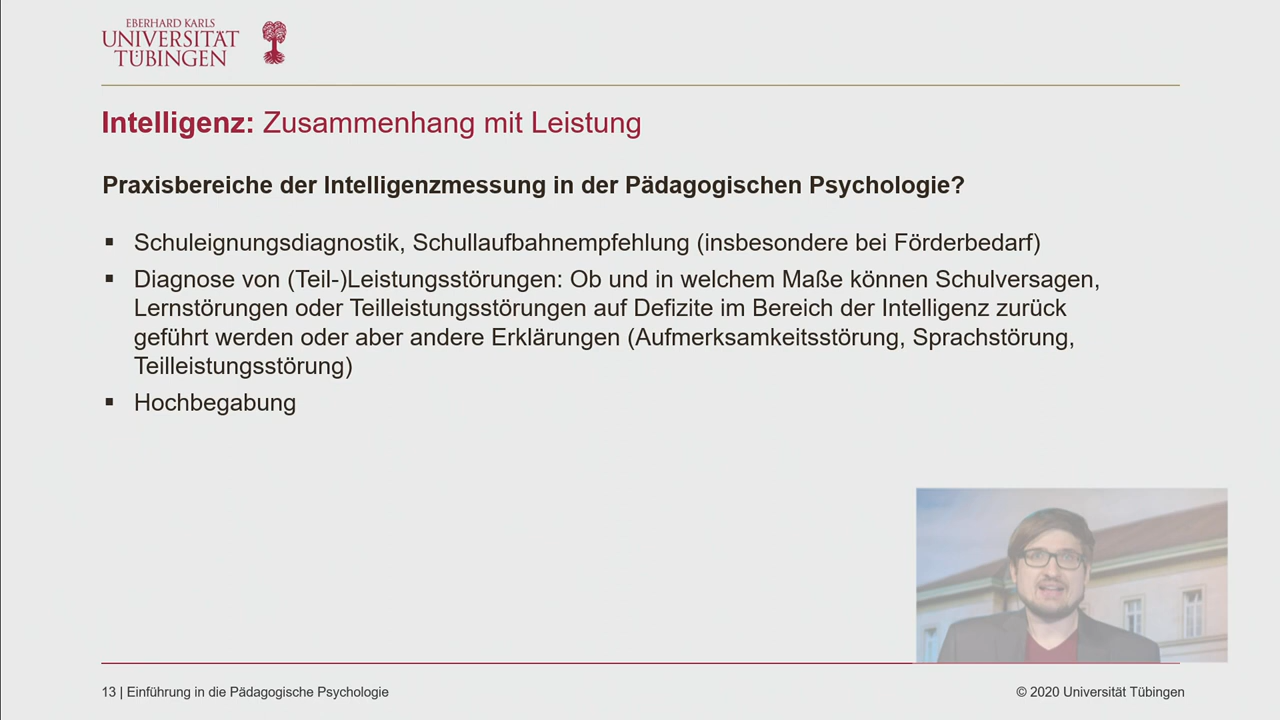 EBERHARD KARLS
UNIVERSITÄT
TÜBINGEN
Intelligenz: Zusammenhang mit Leistung
Praxisbereiche der Intelligenzmessung in der Pädagogischen Psychologie?
▪ Schuleignungsdiagnostik, Schullaufbahnempfehlung (insbesondere bei Förderbedarf)
▪ Diagnose von (Teil-)Leistungsstörungen: Ob und in welchem Maße können Schulversagen,
Lernstörungen oder Teilleistungsstörungen auf Defizite im Bereich der Intelligenz zurück
geführt werden oder aber andere Erklärungen (Aufmerksamkeitsstörung, Sprachstörung,
Teilleistungsstörung)
▪ Hochbegabung
13 | Einführung in die Pädagogische Psychologie
© 2020 Universität Tübingen